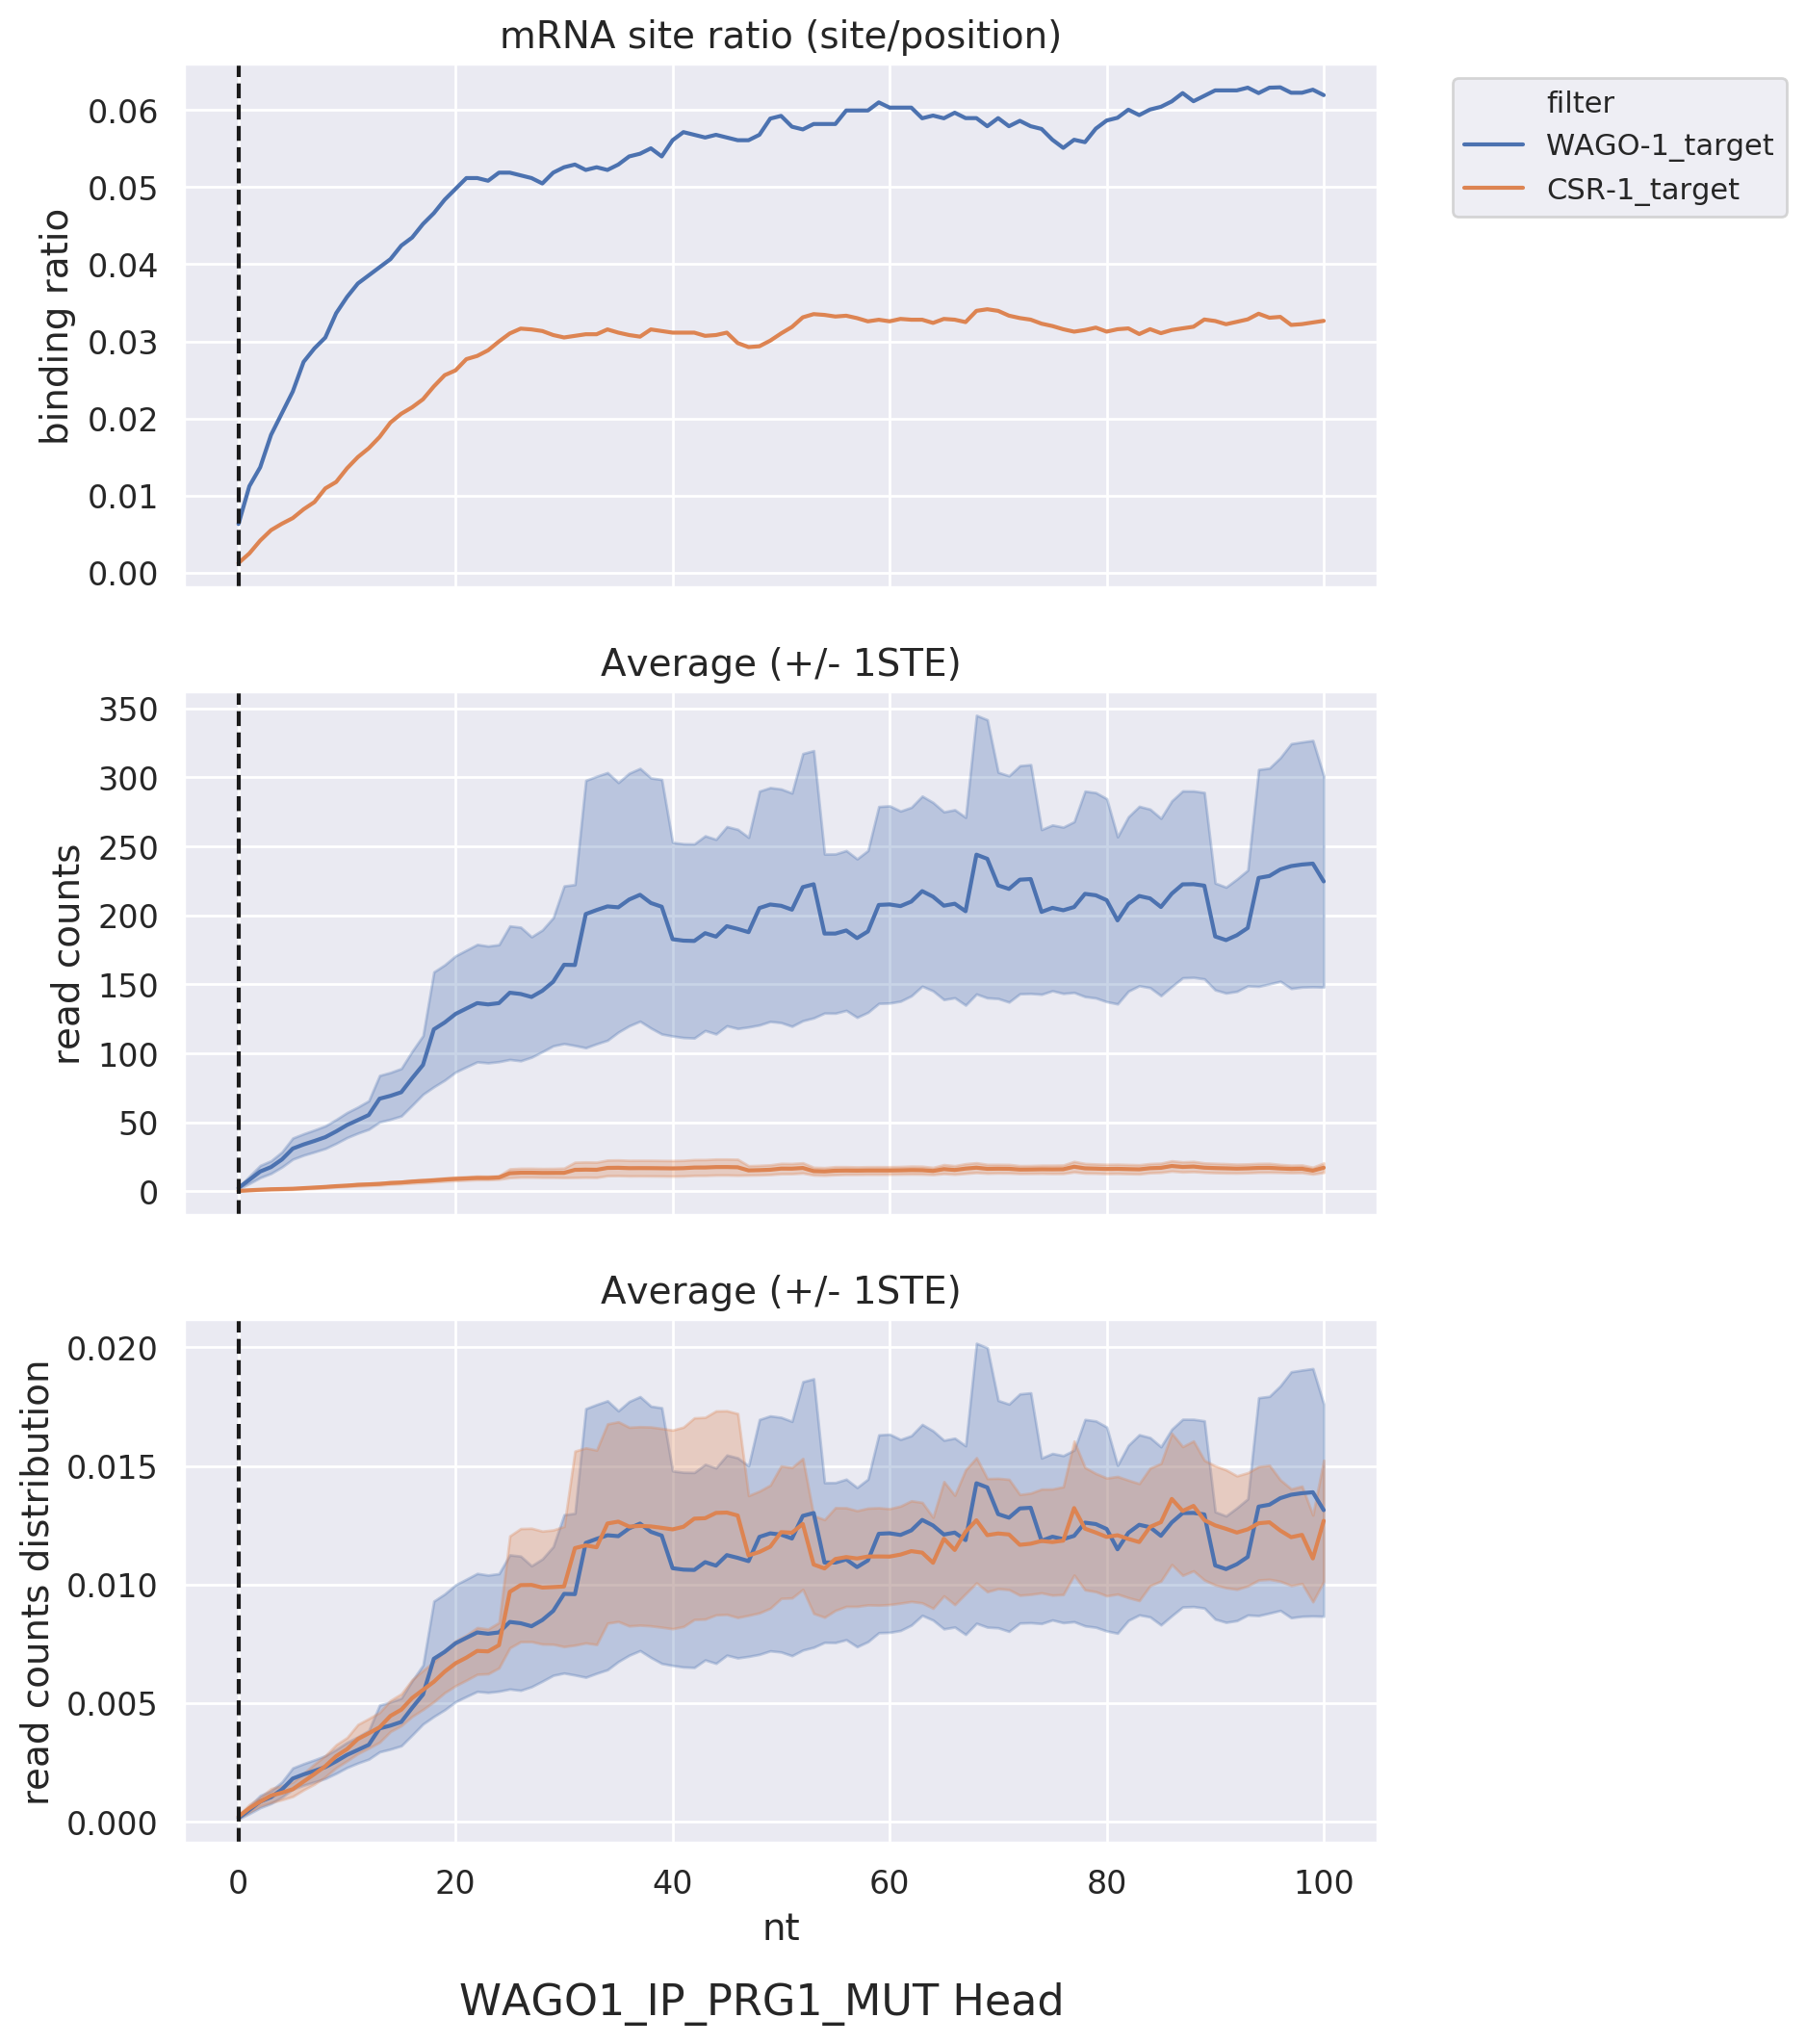 mRNA site ratio (site/position)
filter
WAGO-1_target
CSR-1_target
binding ratio
0.06
0.05
0.04
0.03
0.02
0.01
0.00
Average (+/- 1STE)
read counts
350
300
250
200
150
100
50
0
Average (+/- 1STE)
read counts distribution
0.020
0.015
0.010
0.005
0.000
0 20 40 60 80 100
nt
WAGO1_IP_PRG1_MUT Head